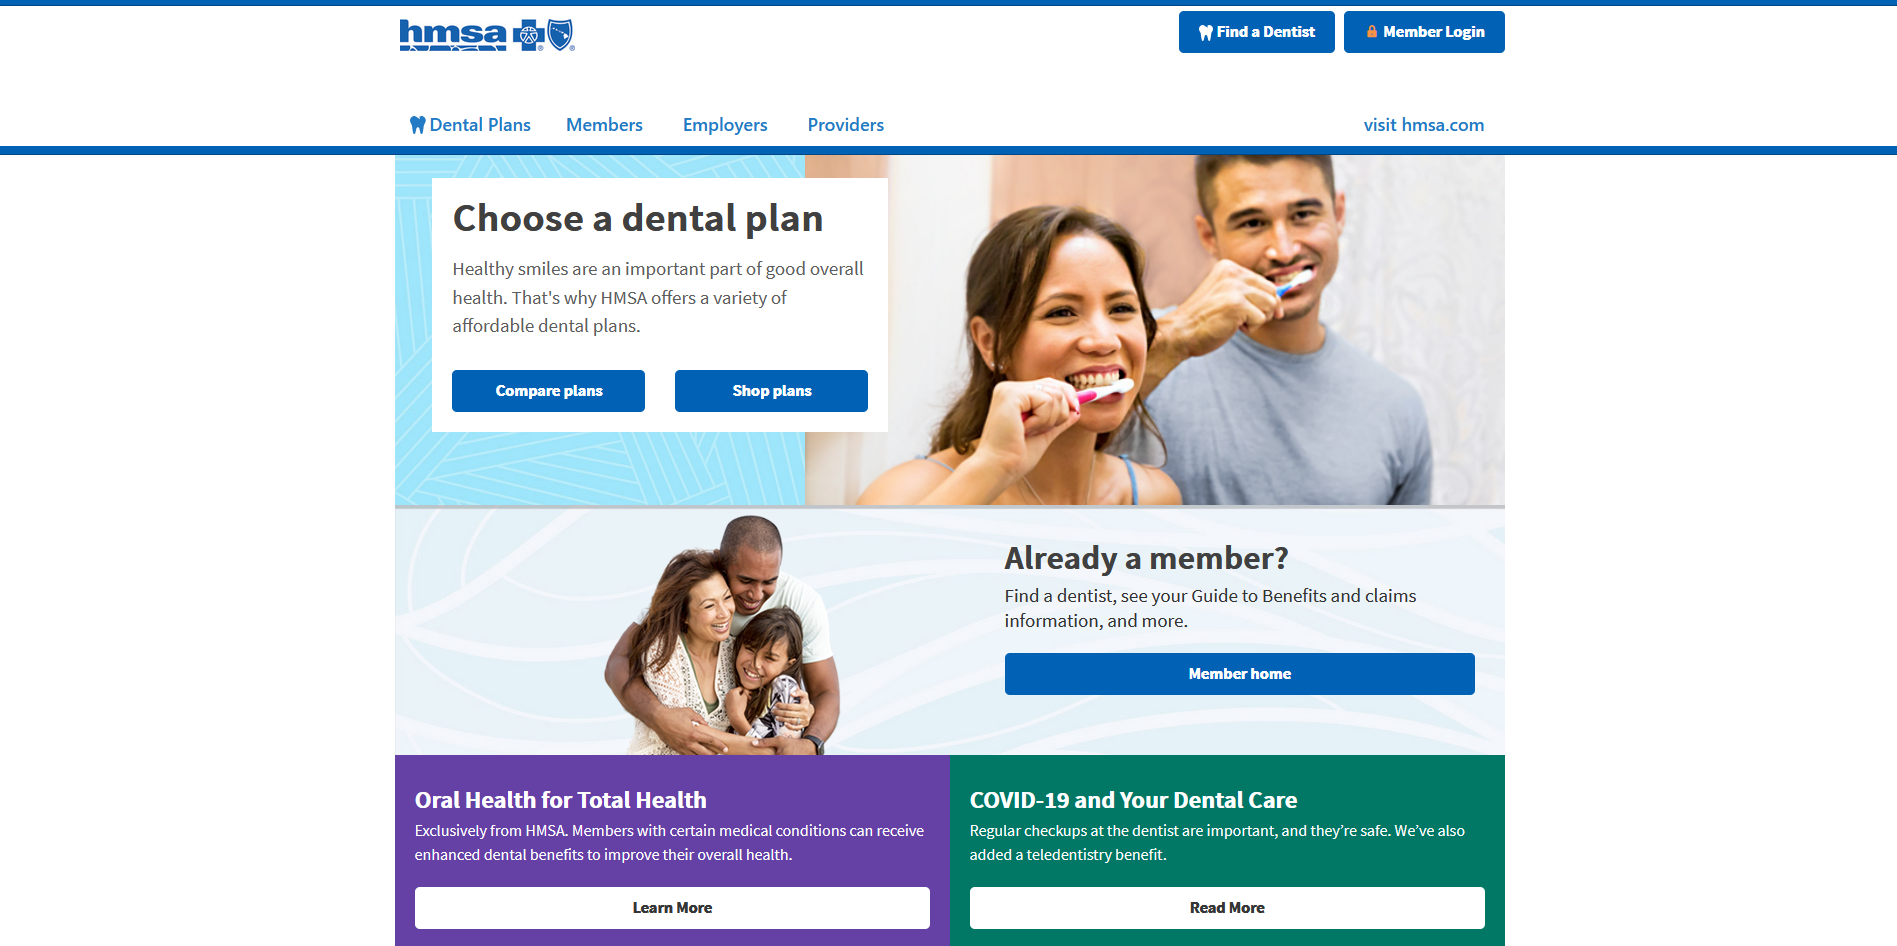 hmsa
Find a Dentist
Member Login
Dental Plans
Members
Employers
Providers
visit hmsa.com
Choose a dental plan
Healthy smiles are an important part of good overall
health. That's why HMSA offers a variety of
affordable dental plans.
Compare plans
Shop plans
Already a member?
Find a dentist, see your Guide to Benefits and claims
information, and more.
Member home
Oral Health for Total Health
Exclusively from HMSA. Members with certain medical conditions can receive
enhanced dental benefits to improve their overall health.
Learn More
COVID-19 and Your Dental Care
Regular checkups at the dentist are important, and they’re safe. We’ve also
added a teledentistry benefit.
Read More